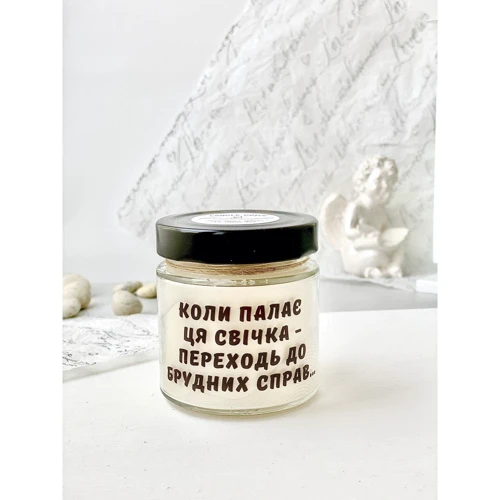 КОЛИ ПАЛАЄ
ЦЯ СВІЧКА -
ПЕРЕХОДЬ ДО
БРУДНИХ СПРАВ...